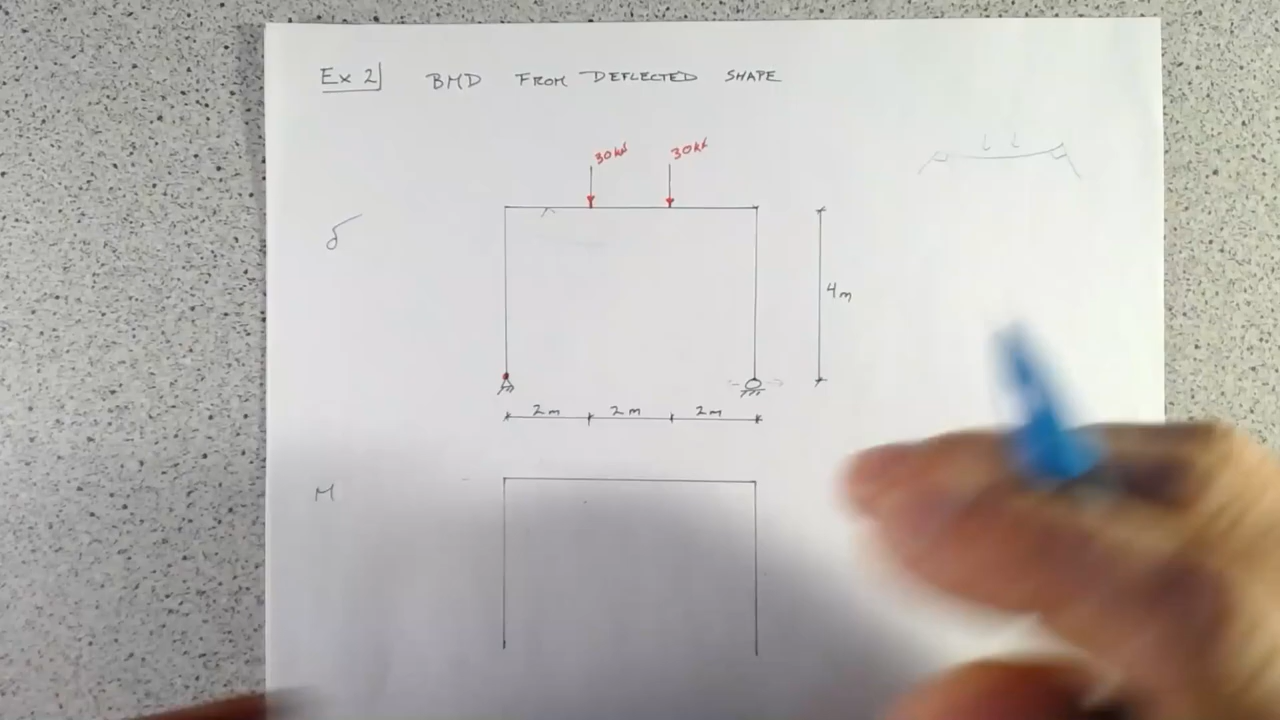 Ex 2 BMD FROM DEFLECTED SHAPE
30kN 30kN
δ
4m
2m 2m 2m
M